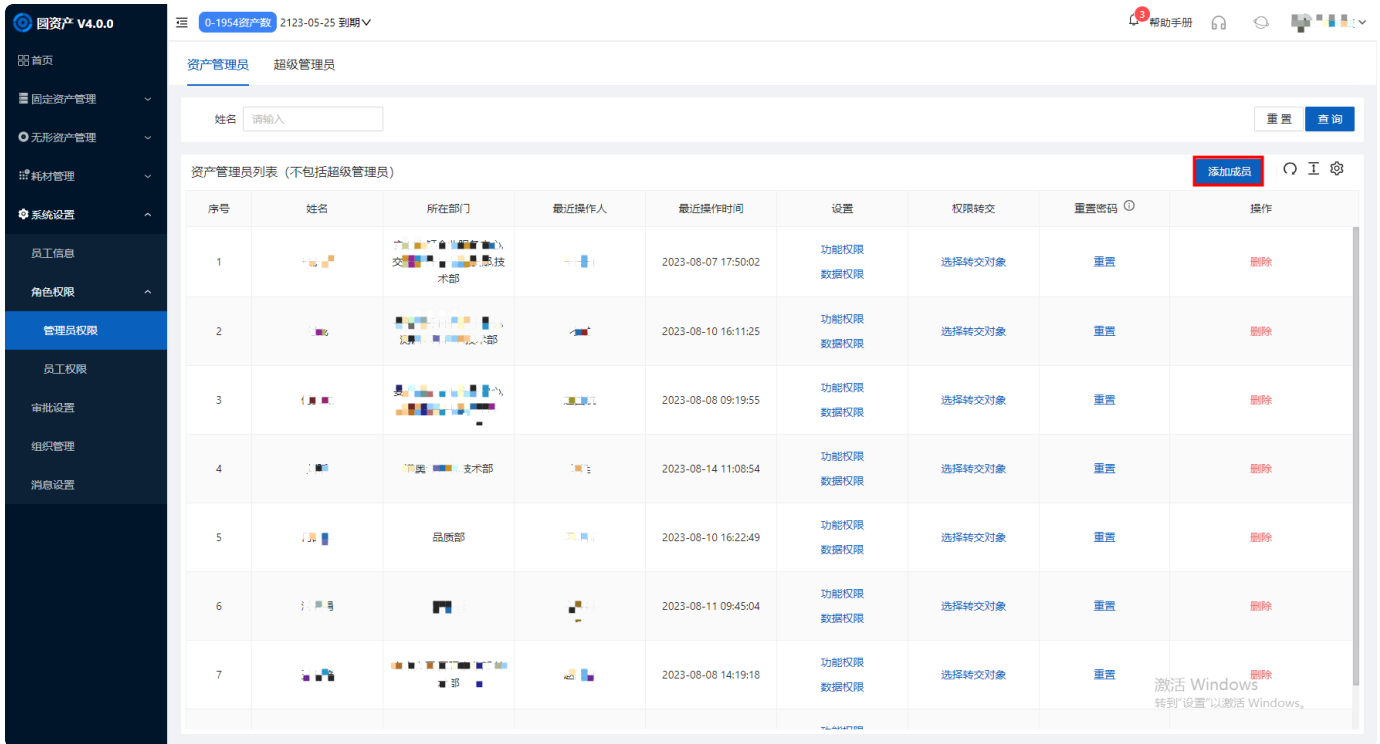 圆资产 V4.0.0
0-1954资产数 2123-05-25 到期
3
帮助手册
首页
固定资产管理
无形资产管理
耗材管理
系统设置
员工信息
角色权限
管理员权限
员工权限
审批设置
组织管理
消息设置
资产管理员 超级管理员
姓名 请输入 重 置 查 询
资产管理员列表（不包括超级管理员） 添加成员
序号 姓名 所在部门 最近操作人 最近操作时间 设置 权限转交 重置密码 操作
1 交 技术部 2023-08-07 17:50:02 功能权限 数据权限 选择转交对象 重置 删除
2 部 2023-08-10 16:11:25 功能权限 数据权限 选择转交对象 重置 删除
3 2023-08-08 09:19:55 功能权限 数据权限 选择转交对象 重置 删除
4 技术部 2023-08-14 11:08:54 功能权限 数据权限 选择转交对象 重置 删除
5 品质部 2023-08-10 16:22:49 功能权限 数据权限 选择转交对象 重置 删除
6 2023-08-11 09:45:04 功能权限 数据权限 选择转交对象 重置 删除
7 部 2023-08-08 14:19:18 功能权限 数据权限 选择转交对象 重置 删除
激活 Windows
转到"设置"以激活 Windows。